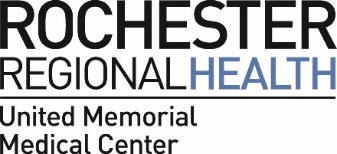 ROCHESTER
REGIONALHEALTH
United Memorial
Medical Center